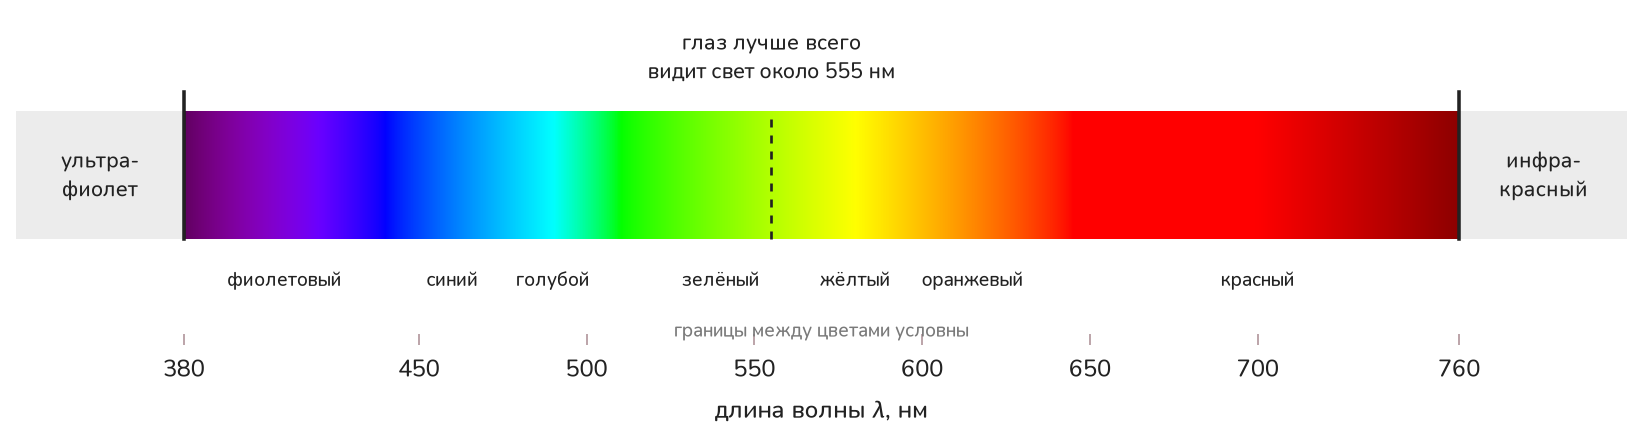 глаз лучше всего
видит свет около 555 нм
ультра-
фиолет
инфра-
красный
фиолетовый синий голубой зелёный жёлтый оранжевый красный
границы между цветами условны
380 450 500 550 600 650 700 760
длина волны λ, нм